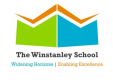 The Winstanley School
Widening Horizons | Enabling Excellence